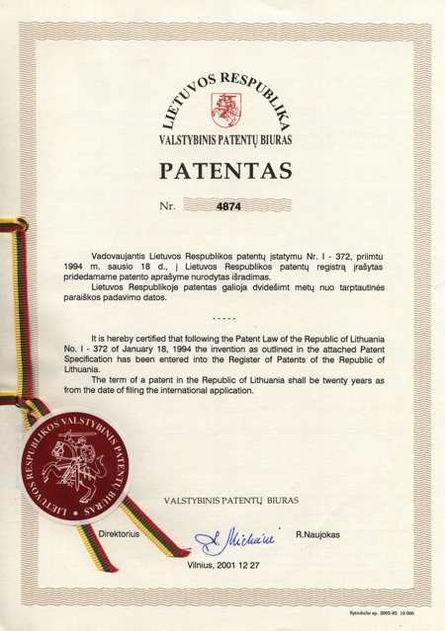 LIETUVOS RESPUBLIKA
VALSTYBINIS PATENTŲ BIURAS
PATENTAS
Nr. 4874
Vadovaujantis Lietuvos Respublikos patentų įstatymu Nr. I - 372, priimtu
1994 m. sausio 18 d., į Lietuvos Respublikos patentų registrą įrašytas
pridedamame patento aprašyme nurodytas išradimas.
Lietuvos Respublikoje patentas galioja dvidešimt metų nuo tarptautinės
paraiškos padavimo datos.
-----
It is hereby certified that following the Patent Law of the Republic of Lithuania
No. I - 372 of January 18, 1994 the invention as outlined in the attached Patent
Specification has been entered into the Register of Patents of the Republic of
Lithuania.
The term of a patent in the Republic of Lithuania shall be twenty years as
from the date of filing the international application.
LIETUVOS RESPUBLIKOS VALSTYBINIS PATENTŲ BIURAS
VALSTYBINIS PATENTŲ BIURAS
Direktorius R.Naujokas
Vilnius, 2001 12 27